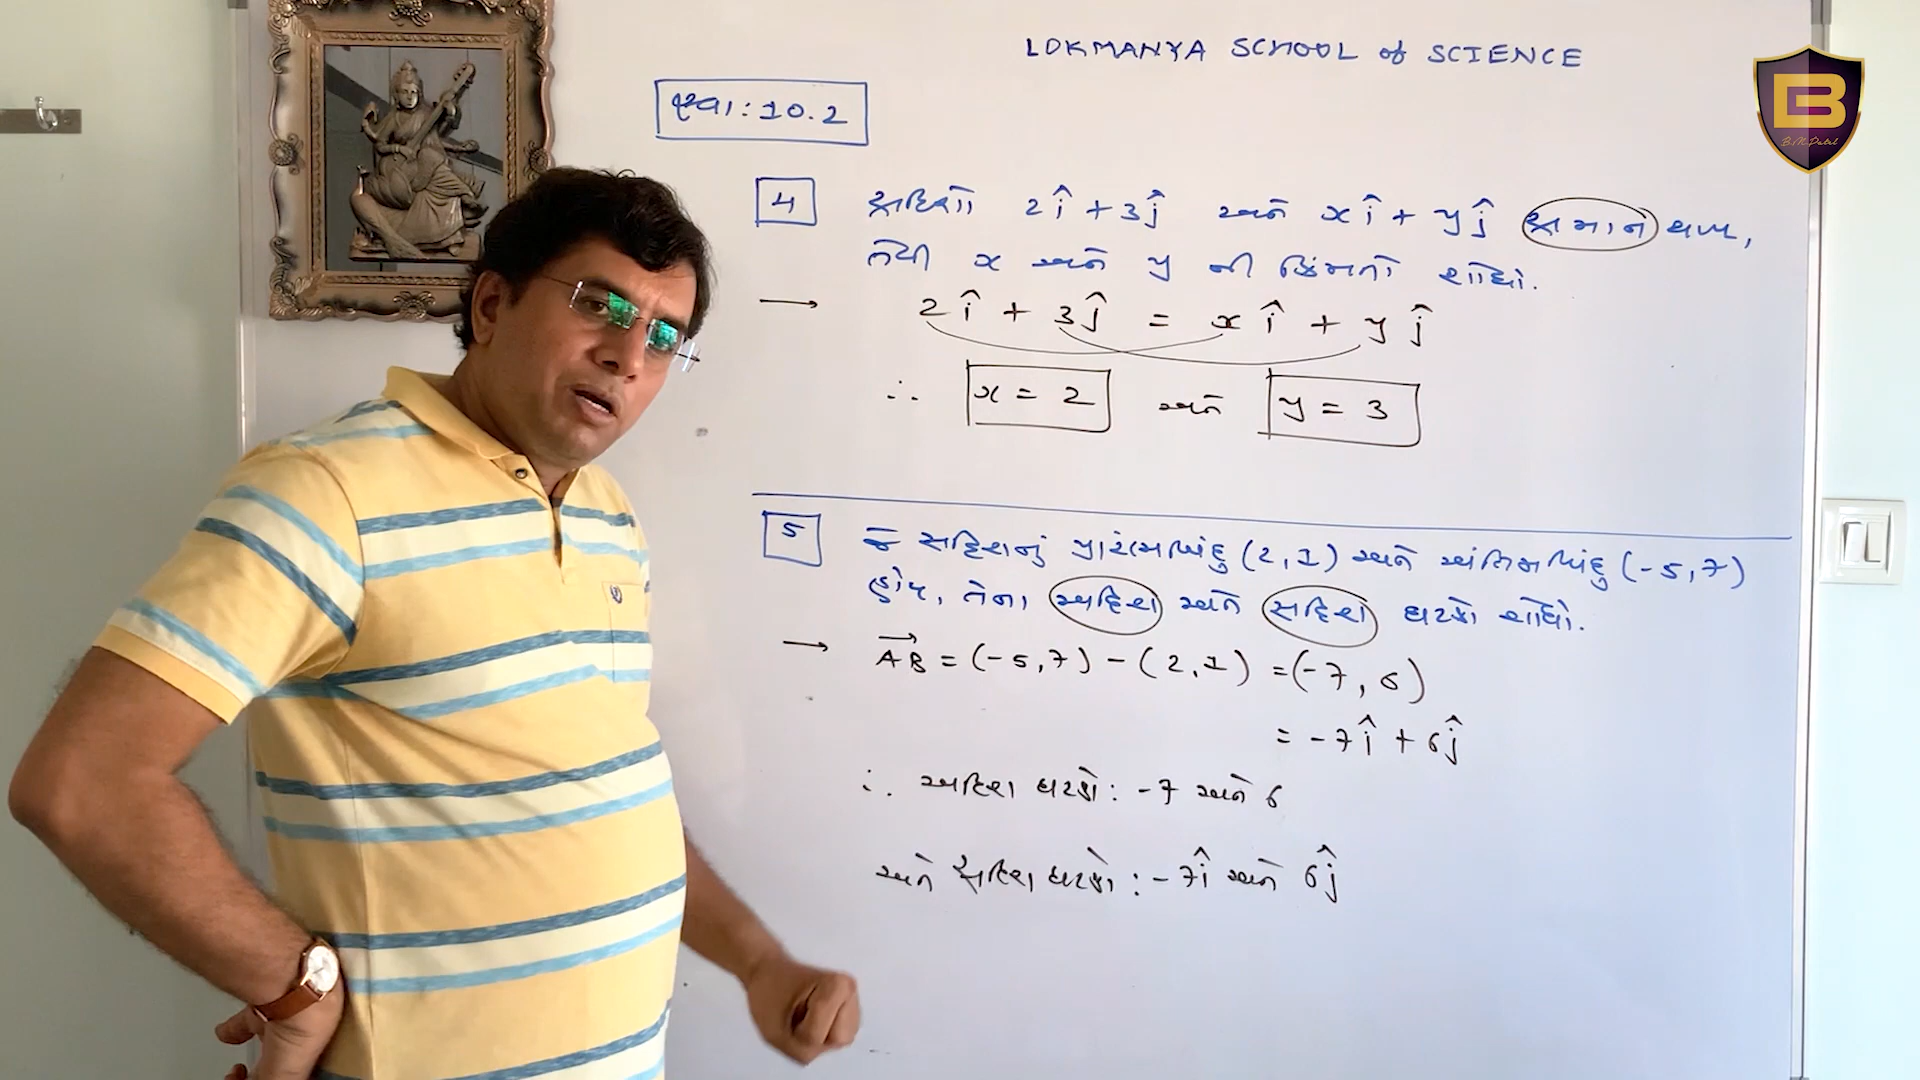 LOKMANYA SCHOOL of SCIENCE
B
B.M.Patel
સ્વા : 10.2
4 સદિશો 2î + 3ĵ અને xî + yĵ સમાન થાય,
તેથી x અને y ની કિંમતો શોધો.
→ 2î + 3ĵ = xî + yĵ
∴ x = 2 અને y = 3
5 જે સદિશનું પ્રારંભબિંદુ (2,1) અને અંતિમબિંદુ (-5,7)
હોય, તેના અદિશ અને સદિશ ઘટકો શોધો.
→ \overrightarrow{AB} = (-5,7) - (2,1) = (-7, 6)
= -7î + 6ĵ
∴ અદિશ ઘટકો : -7 અને 6
અને સદિશ ઘટકો : -7î અને 6ĵ